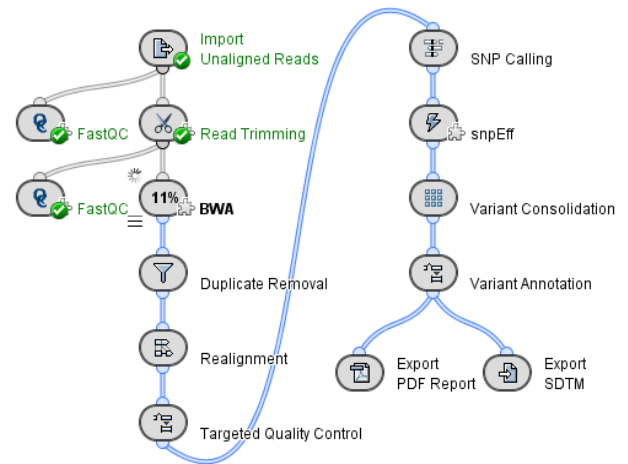 Import
Unaligned Reads
FastQC
Read Trimming
FastQC
11%
BWA
Duplicate Removal
Realignment
Targeted Quality Control
SNP Calling
snpEff
Variant Consolidation
Variant Annotation
Export
PDF Report
Export
SDTM